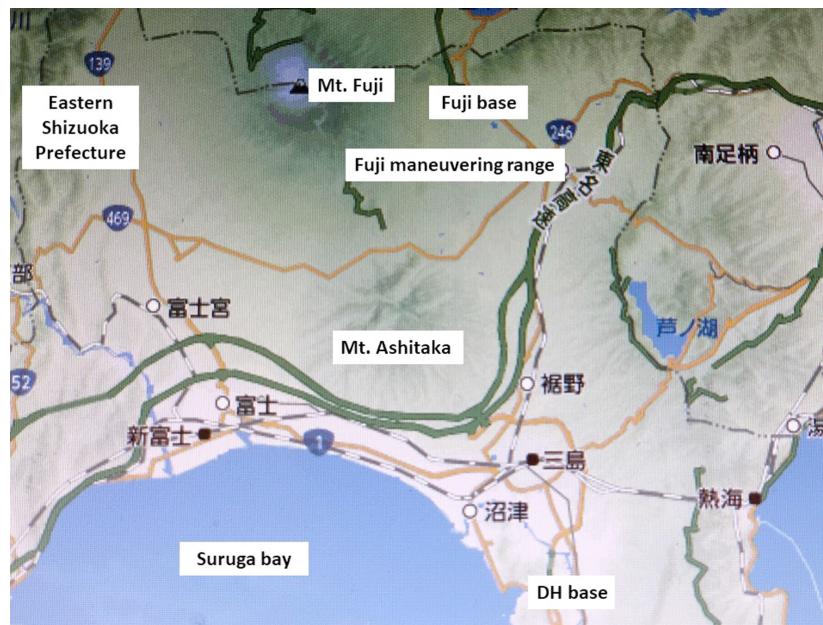 川
139
Mt. Fuji
Eastern
Shizuoka
Prefecture
Fuji base
246
南足柄
Fuji maneuvering range
東名高速
469
部
富士宮
芦ノ湖
Mt. Ashitaka
52
裾野
富士
新富士
1
三島
熱海
沼津
Suruga bay
DH base